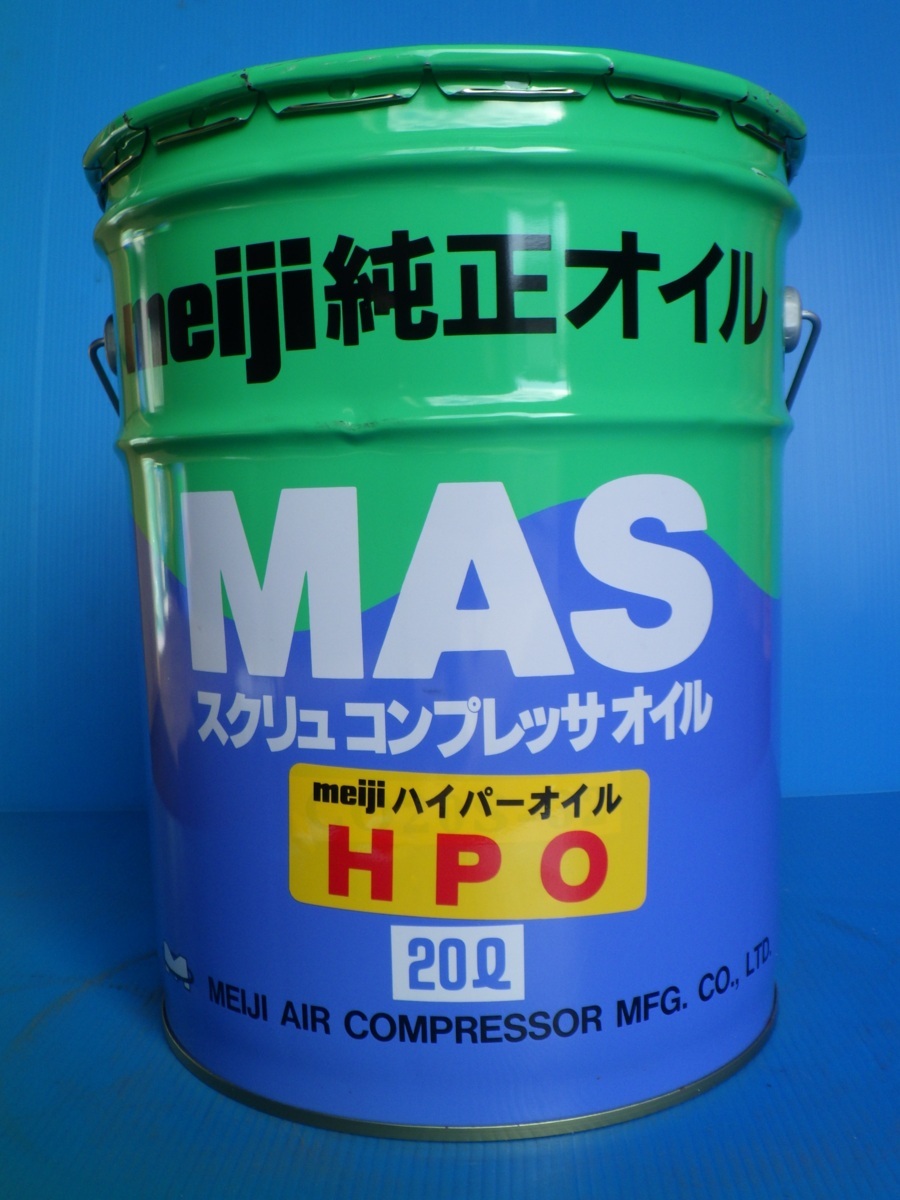 meiji純正オイル
MAS
スクリュコンプレッサオイル
meijiハイパーオイル
HPO
20ℓ
MEIJI AIR COMPRESSOR MFG. CO., LTD.